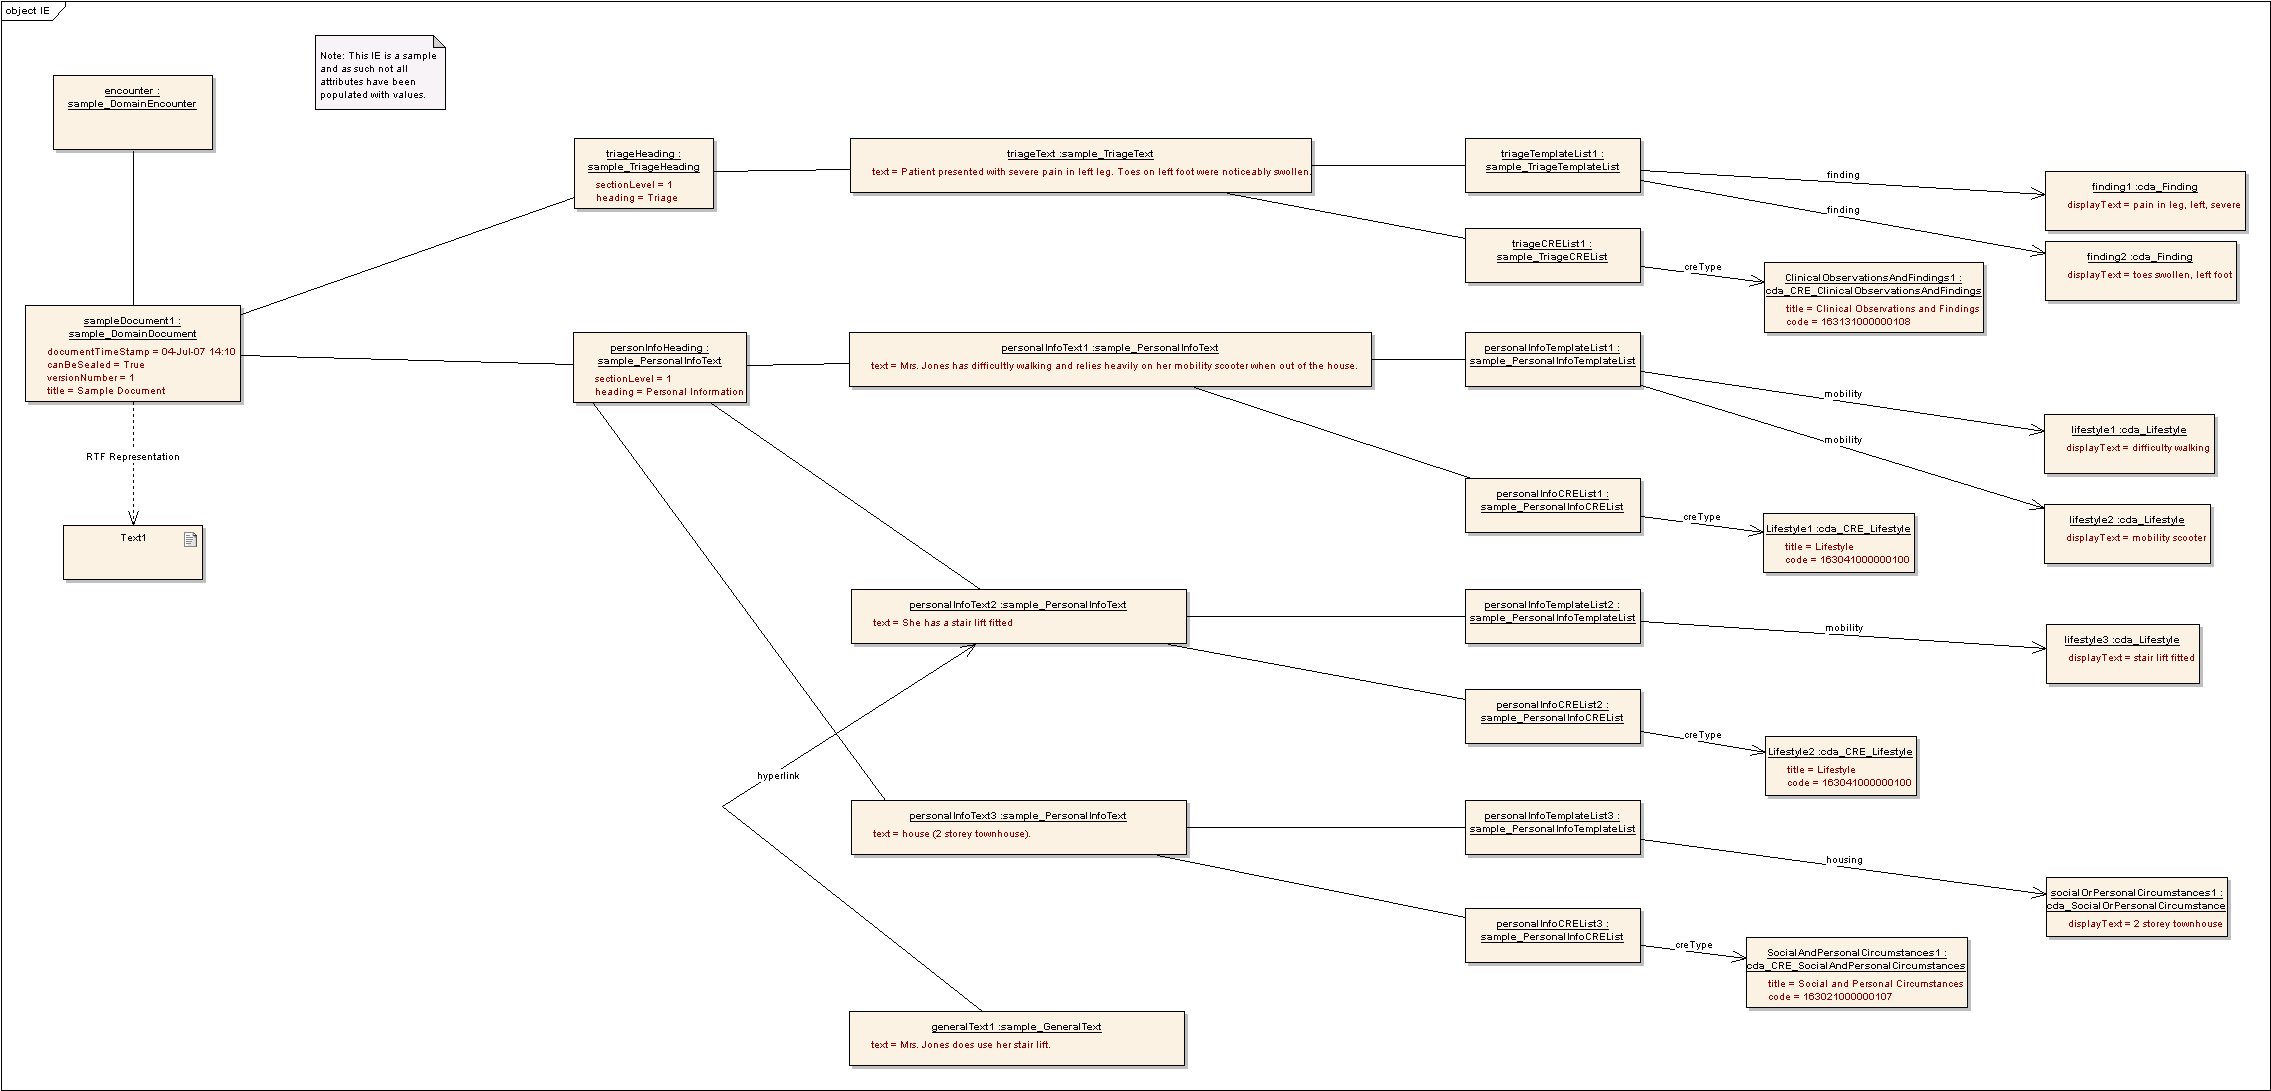 object IE
Note: This IE is a sample
and as such not all
attributes have been
populated with values.
encounter :
sample_DomainEncounter
triageHeading :
sample_TriageHeading
sectionLevel = 1
heading = Triage
triageText :sample_TriageText
text = Patient presented with severe pain in left leg. Toes on left foot were noticeably swollen.
triageTemplateList1 :
sample_TriageTemplateList
finding
finding
finding1 :cda_Finding
displayText = pain in leg, left, severe
finding2 :cda_Finding
displayText = toes swollen, left foot
triageCREList1 :
sample_TriageCREList
creType
ClinicalObservationsAndFindings1 :
cda_CRE_ClinicalObservationsAndFindings
title = Clinical Observations and Findings
code = 163131000000108
sampleDocument1 :
sample_DomainDocument
documentTimeStamp = 04-Jul-07 14:10
canBeSealed = True
versionNumber = 1
title = Sample Document
RTF Representation
Text1
personInfoHeading :
sample_PersonalInfoText
sectionLevel = 1
heading = Personal Information
personalInfoText1 :sample_PersonalInfoText
text = Mrs. Jones has difficultly walking and relies heavily on her mobility scooter when out of the house.
personalInfoTemplateList1 :
sample_PersonalInfoTemplateList
mobility
mobility
lifestyle1 :cda_Lifestyle
displayText = difficulty walking
lifestyle2 :cda_Lifestyle
displayText = mobility scooter
personalInfoCREList1 :
sample_PersonalInfoCREList
creType
Lifestyle1 :cda_CRE_Lifestyle
title = Lifestyle
code = 163041000000100
personalInfoText2 :sample_PersonalInfoText
text = She has a stair lift fitted
personalInfoTemplateList2 :
sample_PersonalInfoTemplateList
mobility
lifestyle3 :cda_Lifestyle
displayText = stair lift fitted
personalInfoCREList2 :
sample_PersonalInfoCREList
creType
Lifestyle2 :cda_CRE_Lifestyle
title = Lifestyle
code = 163041000000100
hyperlink
personalInfoText3 :sample_PersonalInfoText
text = house (2 storey townhouse).
personalInfoTemplateList3 :
sample_PersonalInfoTemplateList
housing
socialOrPersonalCircumstances1 :
cda_SocialOrPersonalCircumstance
displayText = 2 storey townhouse
personalInfoCREList3 :
sample_PersonalInfoCREList
creType
SocialAndPersonalCircumstances1 :
cda_CRE_SocialAndPersonalCircumstances
title = Social and Personal Circumstances
code = 163021000000107
generalText1 :sample_GeneralText
text = Mrs. Jones does use her stair lift.